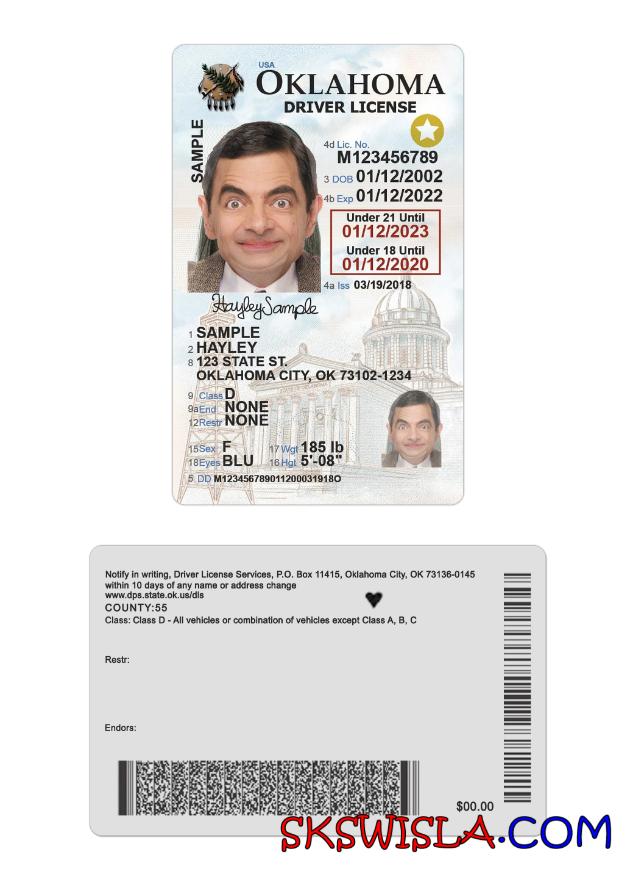 USA
OKLAHOMA
DRIVER LICENSE
SAMPLE
4d Lic. No.
M123456789
3 DOB 01/12/2002
4b Exp 01/12/2022
Under 21 Until
01/12/2023
Under 18 Until
01/12/2020
4a Iss 03/19/2018
Hayley Sample
1 SAMPLE
2 HAYLEY
8 123 STATE ST.
OKLAHOMA CITY, OK 73102-1234
9 Class D
9a End NONE
12 Restr NONE
15 Sex F 17 Wgt 185 lb
18 Eyes BLU 16 Hgt 5'-08"
5 DD M123456789011200031918O
Notify in writing, Driver License Services, P.O. Box 11415, Oklahoma City, OK 73136-0145
within 10 days of any name or address change
www.dps.state.ok.us/dls
COUNTY:55
Class: Class D - All vehicles or combination of vehicles except Class A, B, C
Restr:
Endors:
$00.00
SKSWISLA.COM